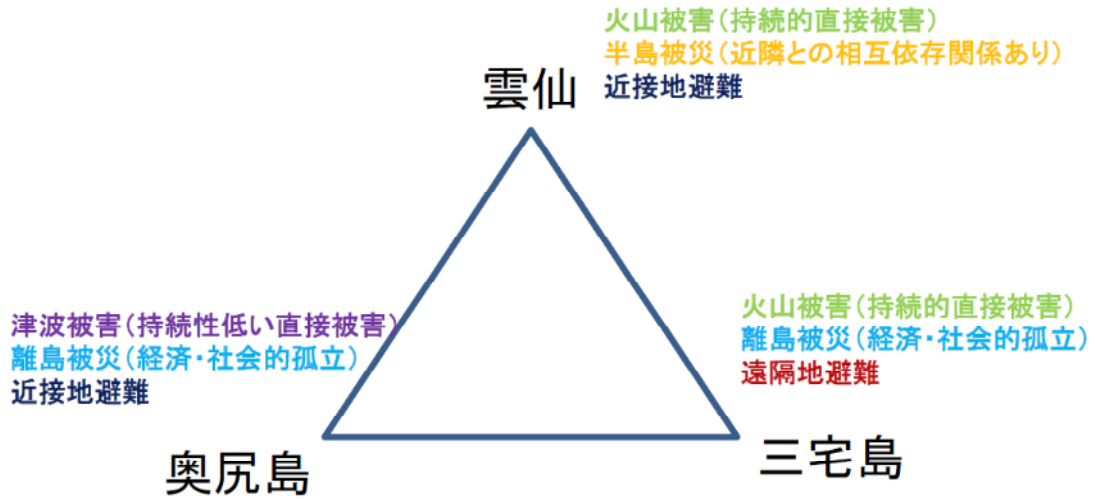 火山被害(持続的直接被害)
半島被災(近隣との相互依存関係あり)
近接地避難
雲仙
津波被害(持続性低い直接被害)
離島被災(経済・社会的孤立)
近接地避難
奥尻島
火山被害(持続的直接被害)
離島被災(経済・社会的孤立)
遠隔地避難
三宅島